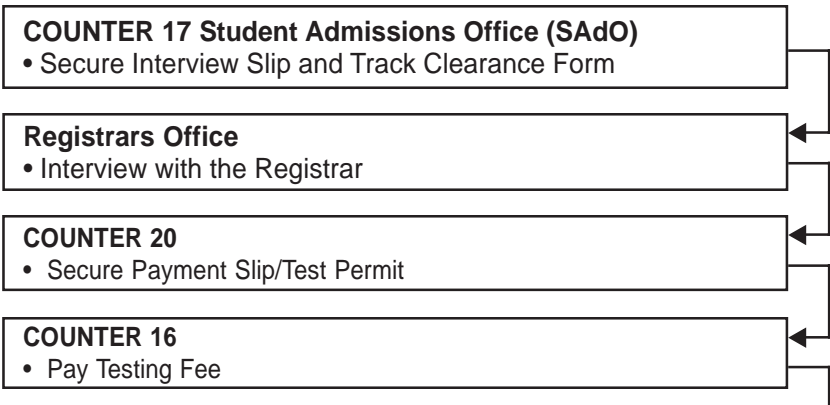 COUNTER 17 Student Admissions Office (SAdO)
• Secure Interview Slip and Track Clearance Form
Registrars Office
• Interview with the Registrar
COUNTER 20
• Secure Payment Slip/Test Permit
COUNTER 16
• Pay Testing Fee